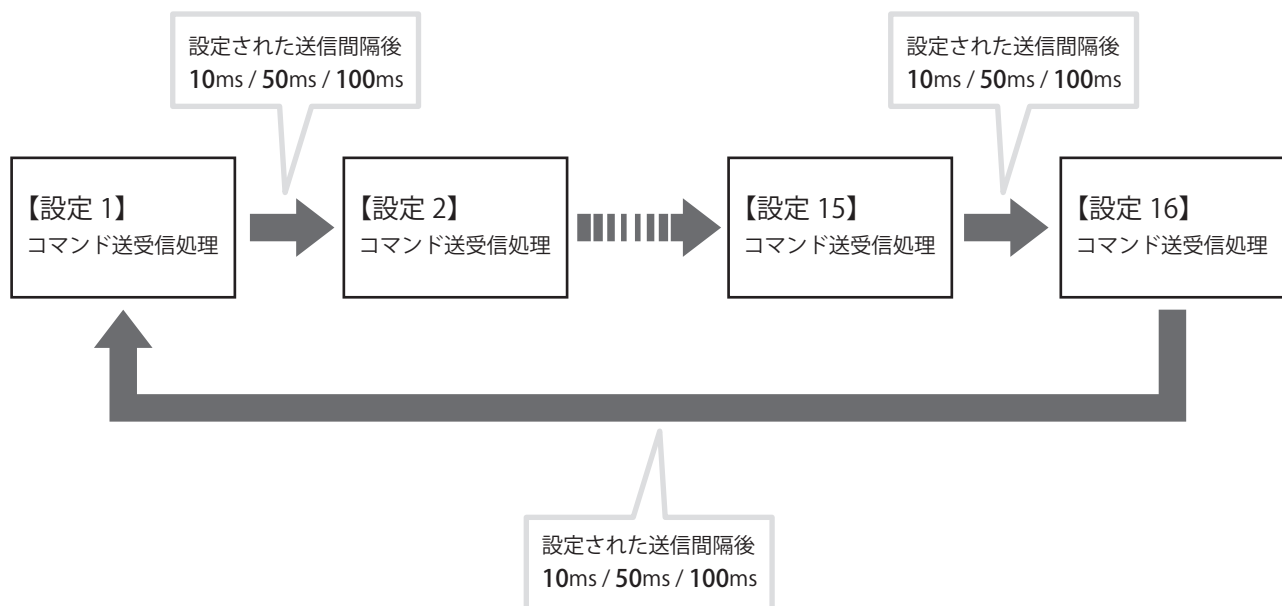 設定された送信間隔後
10ms / 50ms / 100ms
設定された送信間隔後
10ms / 50ms / 100ms
【設定 1】
コマンド送受信処理
【設定 2】
コマンド送受信処理
【設定 15】
コマンド送受信処理
【設定 16】
コマンド送受信処理
設定された送信間隔後
10ms / 50ms / 100ms